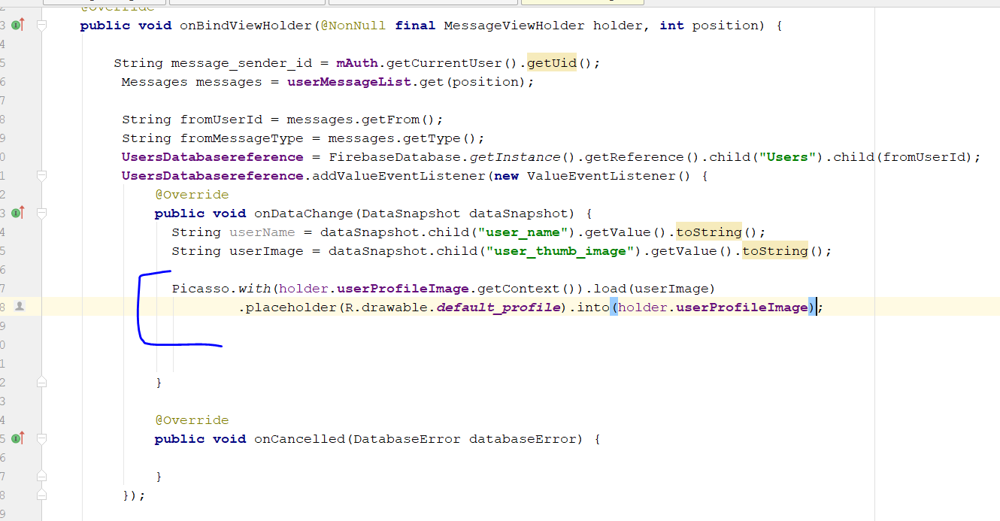 @Override
public void onBindViewHolder(@NonNull final MessageViewHolder holder, int position) {
String message_sender_id = mAuth.getCurrentUser().getUid();
Messages messages = userMessageList.get(position);
String fromUserId = messages.getFrom();
String fromMessageType = messages.getType();
UsersDatabasereference = FirebaseDatabase.getInstance().getReference().child("Users").child(fromUserId);
UsersDatabasereference.addValueEventListener(new ValueEventListener() {
@Override
public void onDataChange(DataSnapshot dataSnapshot) {
String userName = dataSnapshot.child("user_name").getValue().toString();
String userImage = dataSnapshot.child("user_thumb_image").getValue().toString();
Picasso.with(holder.userProfileImage.getContext()).load(userImage)
.placeholder(R.drawable.default_profile).into(holder.userProfileImage);
}
@Override
public void onCancelled(DatabaseError databaseError) {
}
});